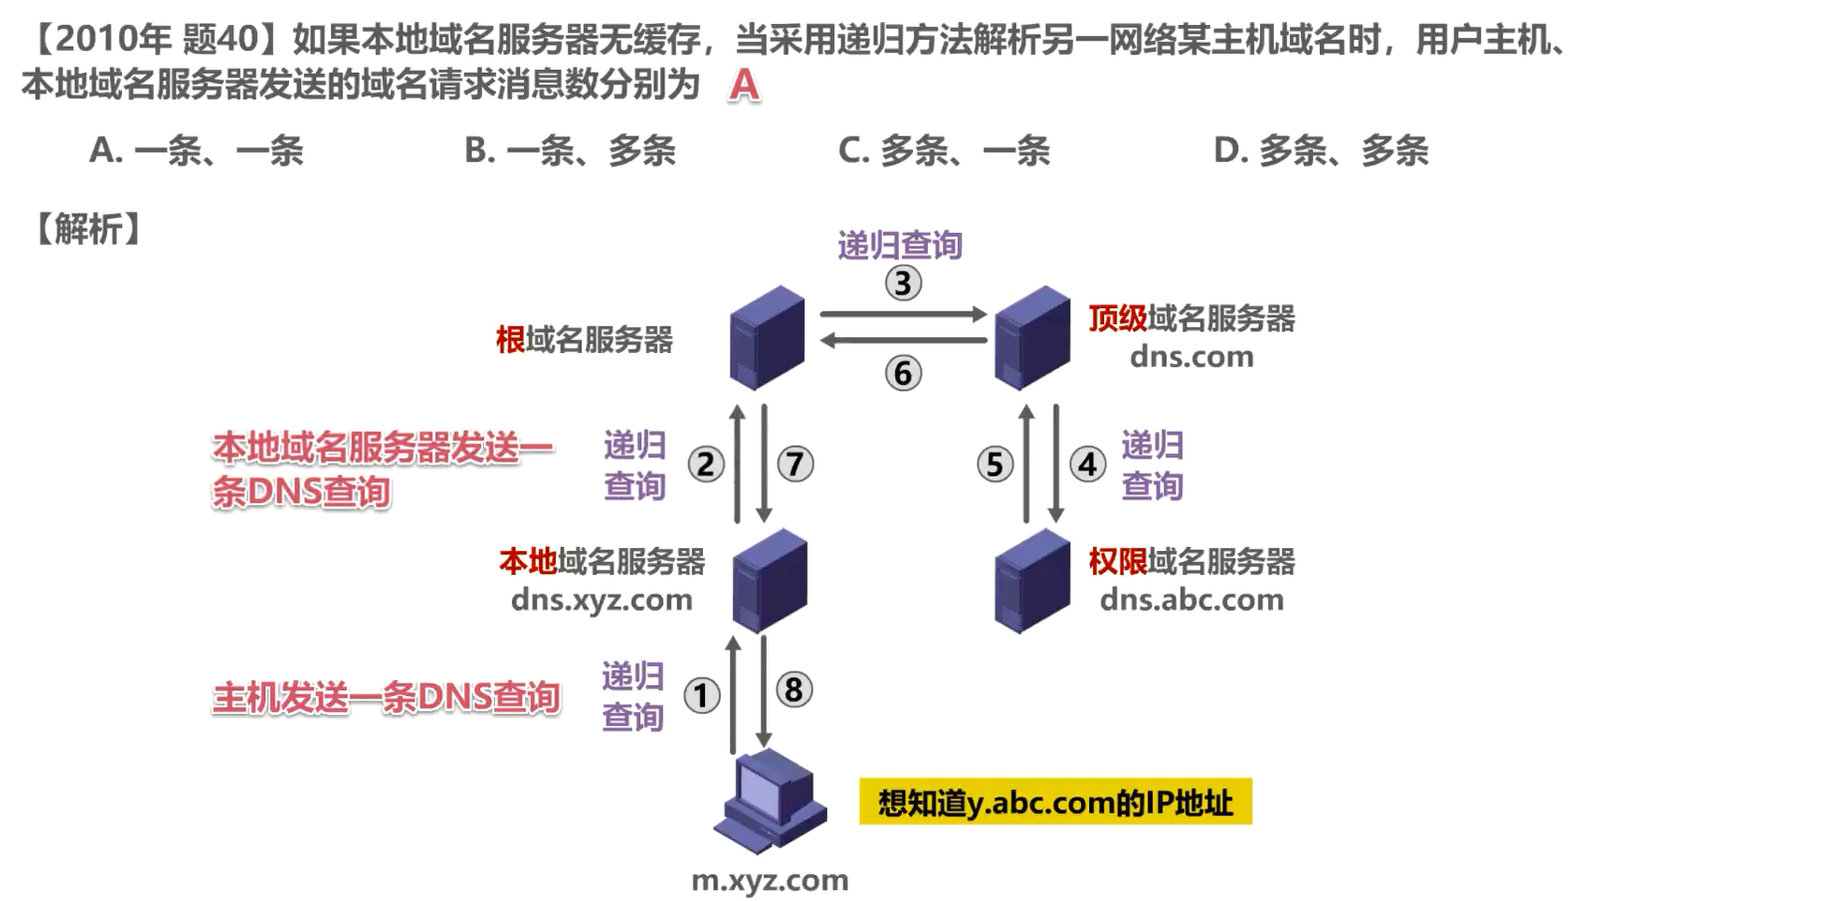 【2010年 题40】如果本地域名服务器无缓存，当采用递归方法解析另一网络某主机域名时，用户主机、
本地域名服务器发送的域名请求消息数分别为 A
A. 一条、一条 B. 一条、多条 C. 多条、一条 D. 多条、多条
【解析】
递归查询
③
根域名服务器
顶级域名服务器
dns.com
⑥
本地域名服务器发送一
条DNS查询
递归
查询
②
⑦
⑤
④
递归
查询
本地域名服务器
dns.xyz.com
权限域名服务器
dns.abc.com
主机发送一条DNS查询
递归
查询
①
⑧
想知道y.abc.com的IP地址
m.xyz.com